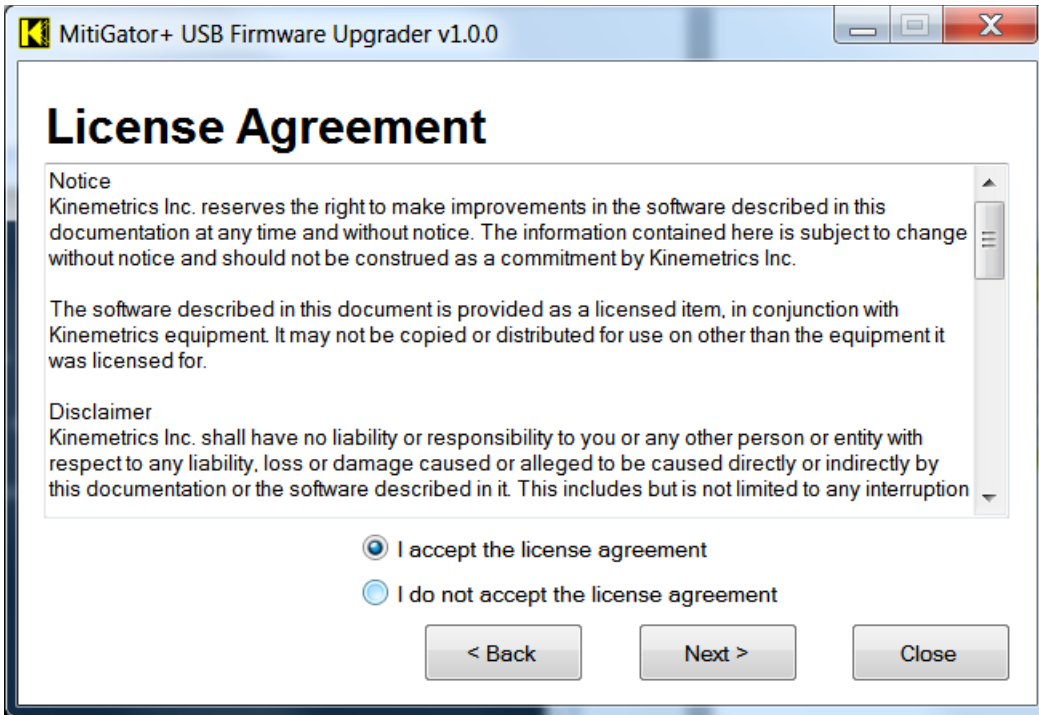 MitiGator+ USB Firmware Upgrader v1.0.0
License Agreement
Notice
Kinemetrics Inc. reserves the right to make improvements in the software described in this
documentation at any time and without notice. The information contained here is subject to change
without notice and should not be construed as a commitment by Kinemetrics Inc.
The software described in this document is provided as a licensed item, in conjunction with
Kinemetrics equipment. It may not be copied or distributed for use on other than the equipment it
was licensed for.
Disclaimer
Kinemetrics Inc. shall have no liability or responsibility to you or any other person or entity with
respect to any liability, loss or damage caused or alleged to be caused directly or indirectly by
this documentation or the software described in it. This includes but is not limited to any interruption
I accept the license agreement
I do not accept the license agreement
< Back Next > Close